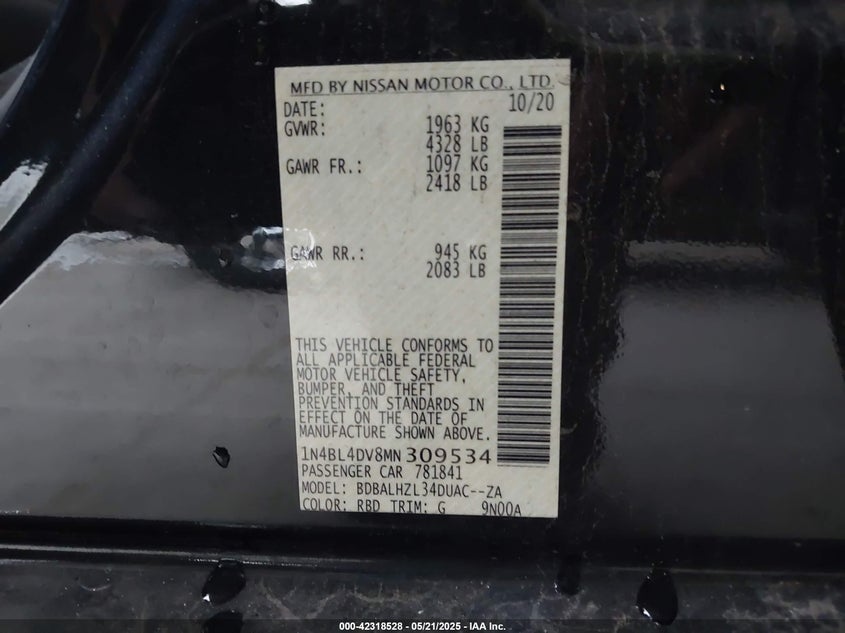 MFD BY NISSAN MOTOR CO., LTD.
DATE: 10/20
GVWR: 1963 KG
4328 LB
GAWR FR.: 1097 KG
2418 LB
GAWR RR.: 945 KG
2083 LB
THIS VEHICLE CONFORMS TO
ALL APPLICABLE FEDERAL
MOTOR VEHICLE SAFETY,
BUMPER, AND THEFT
PREVENTION STANDARDS IN
EFFECT ON THE DATE OF
MANUFACTURE SHOWN ABOVE.
1N4BL4DV8MN309534
PASSENGER CAR 781841
MODEL: BDBALHZL34DUAC--ZA
COLOR: RBD TRIM: G 9N00A
000-42318528 - 05/21/2025 - IAA Inc.